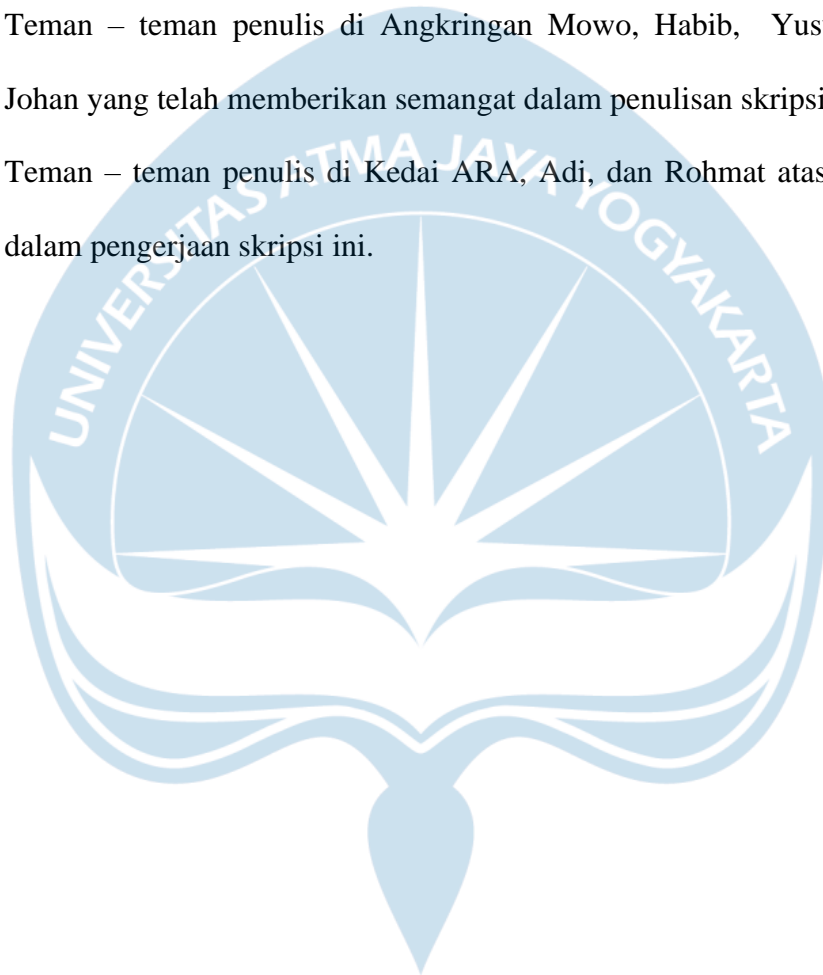 Teman – teman penulis di Angkringan Mowo, Habib, Yus
Johan yang telah memberikan semangat dalam penulisan skripsi
Teman – teman penulis di Kedai ARA, Adi, dan Rohmat atas
dalam pengerjaan skripsi ini.
UNIVERSITAS ATMA JAYA YOGYAKARTA